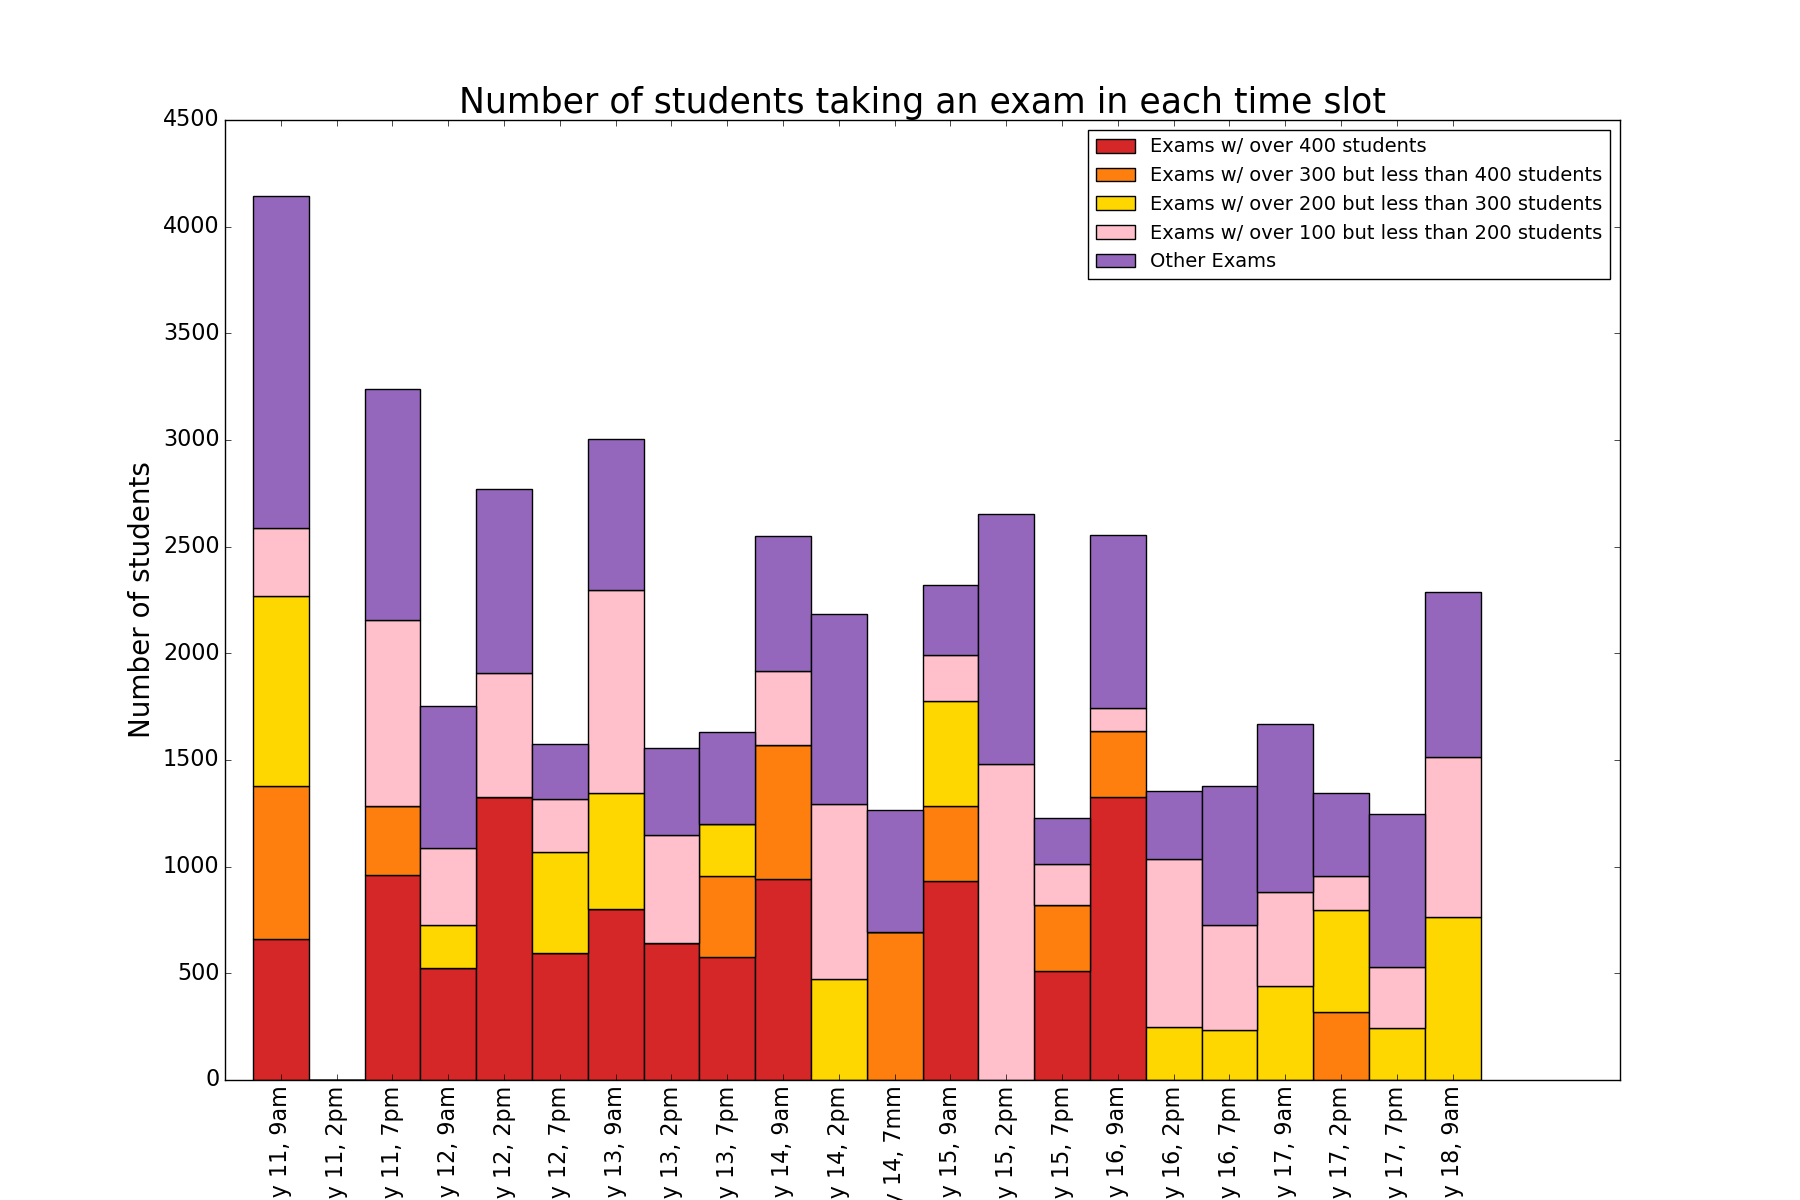 Number of students taking an exam in each time slot
Number of students
4500
4000
3500
3000
2500
2000
1500
1000
500
0
Exams w/ over 400 students
Exams w/ over 300 but less than 400 students
Exams w/ over 200 but less than 300 students
Exams w/ over 100 but less than 200 students
Other Exams
y 11, 9am
y 11, 2pm
y 11, 7pm
y 12, 9am
y 12, 2pm
y 12, 7pm
y 13, 9am
y 13, 2pm
y 13, 7pm
y 14, 9am
y 14, 2pm
y 14, 7mm
y 15, 9am
y 15, 2pm
y 15, 7pm
y 16, 9am
y 16, 2pm
y 16, 7pm
y 17, 9am
y 17, 2pm
y 17, 7pm
y 18, 9am